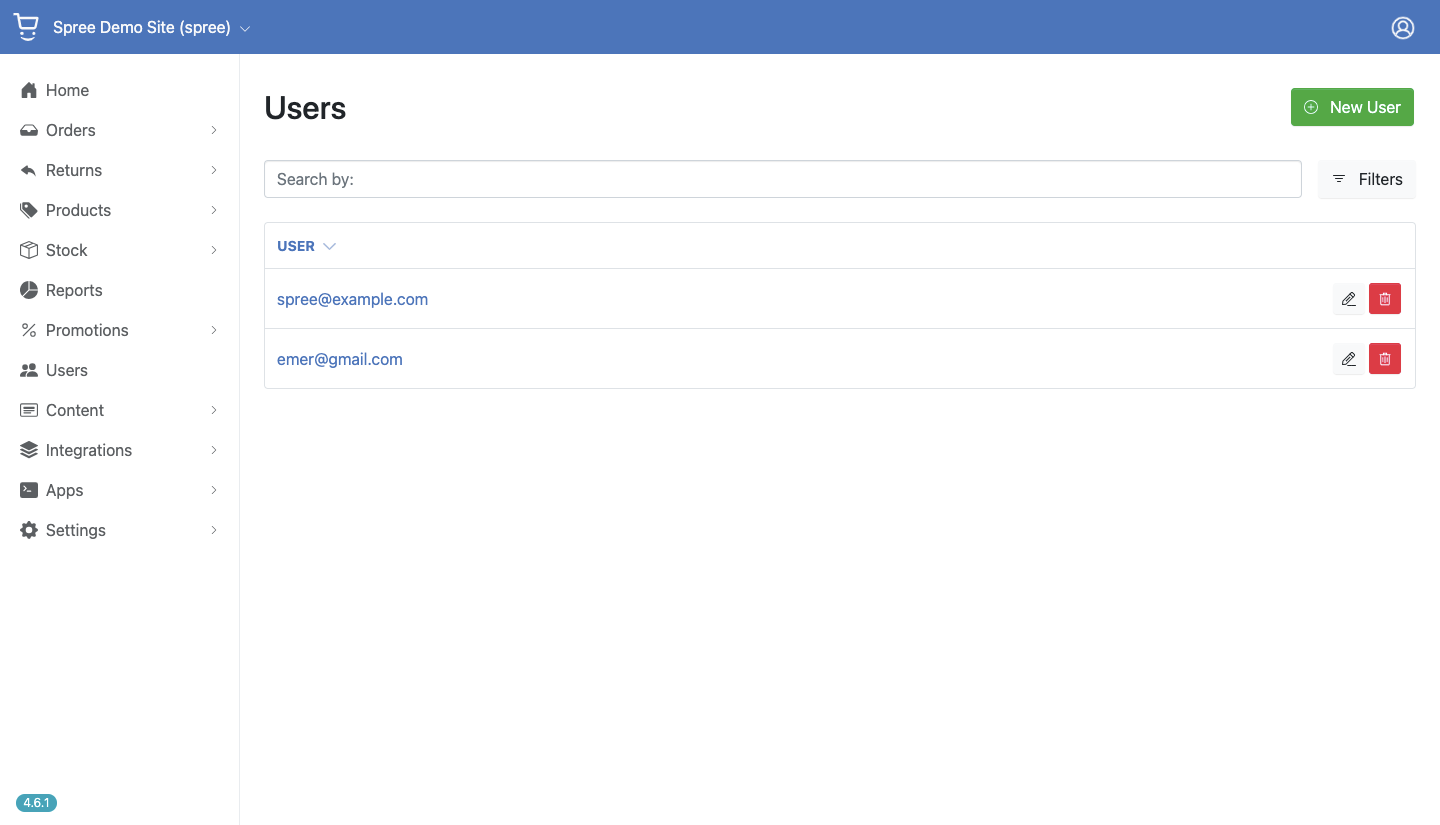 Spree Demo Site (spree)
Home
Orders
Returns
Products
Stock
Reports
Promotions
Users
Content
Integrations
Apps
Settings
4.6.1
Users
New User
Search by:
Filters
USER
spree@example.com
emer@gmail.com